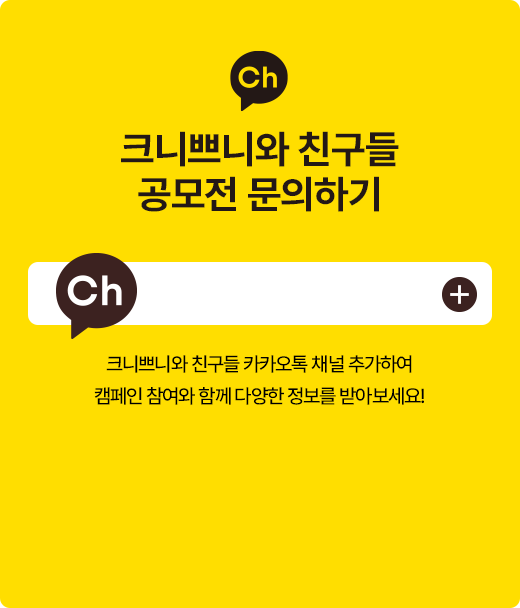 Ch
크니쁘니와 친구들
공모전 문의하기
Ch
크니쁘니와 친구들 카카오톡 채널 추가하여
캠페인 참여와 함께 다양한 정보를 받아보세요!